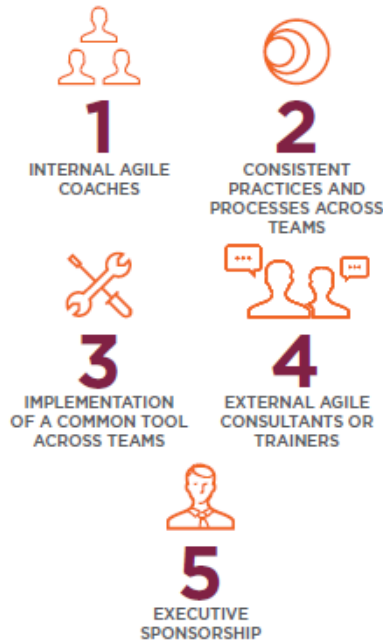 1
INTERNAL AGILE
COACHES
2
CONSISTENT
PRACTICES AND
PROCESSES ACROSS
TEAMS
3
IMPLEMENTATION
OF A COMMON TOOL
ACROSS TEAMS
4
EXTERNAL AGILE
CONSULTANTS OR
TRAINERS
5
EXECUTIVE
SPONSORSHIP